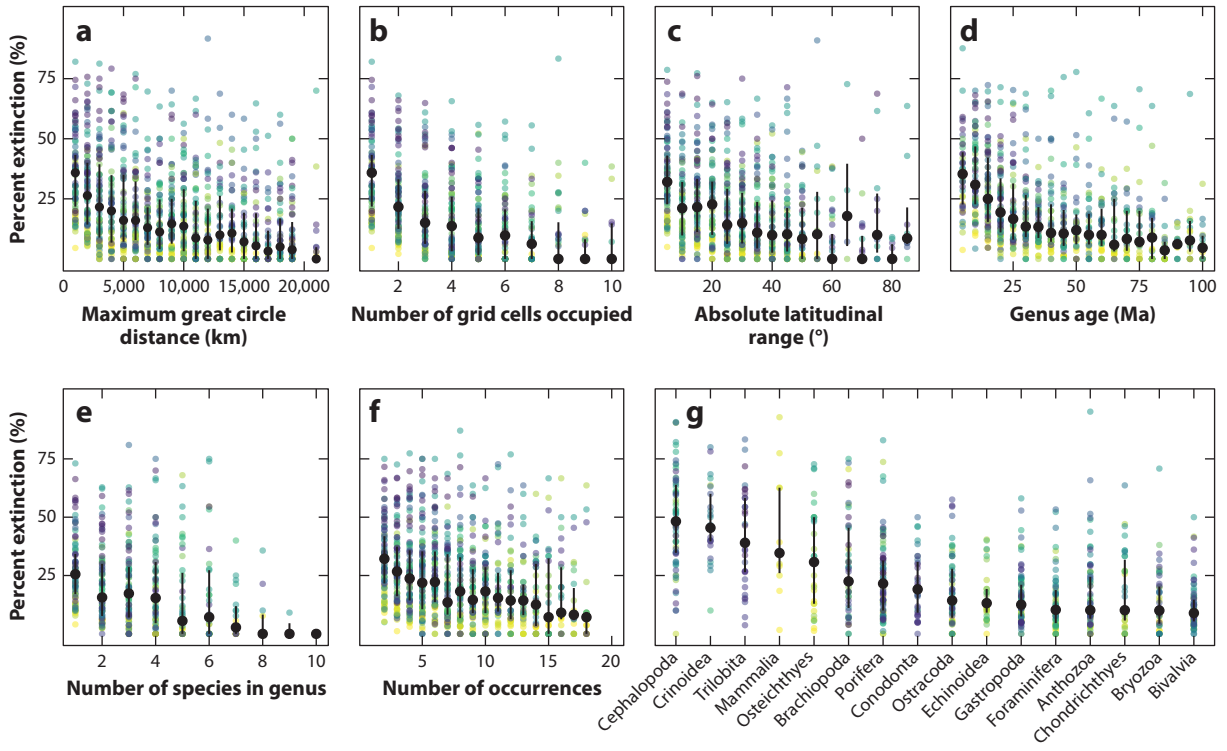 a
b
c
d
Percent extinction (%)
75
50
25
0 5,000 10,000 15,000 20,000
2 4 6 8 10
0 20 40 60 80
25 50 75 100
Maximum great circle
distance (km)
Number of grid cells occupied
Absolute latitudinal
range (°)
Genus age (Ma)
e
f
g
Percent extinction (%)
75
50
25
2 4 6 8 10
5 10 15 20
75
50
25
Number of species in genus
Number of occurrences
Cephalopoda
Crinoidea
Trilobita
Mammalia
Osteichthyes
Brachiopoda
Porifera
Conodonta
Ostracoda
Echinoidea
Gastropoda
Foraminifera
Anthozoa
Chondrichthyes
Bryozoa
Bivalvia